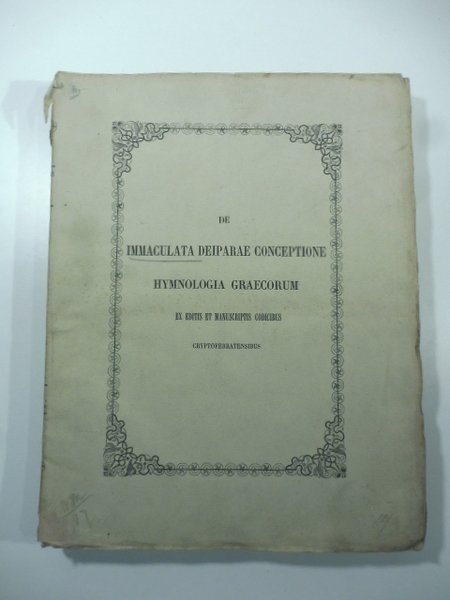 DE
IMMACULATA DEIPARAE CONCEPTIONE
HYMNOLOGIA GRAECORUM
EX EDITIS ET MANUSCRIPTIS CODICIBUS
CRYPTOFERRATENSIBUS